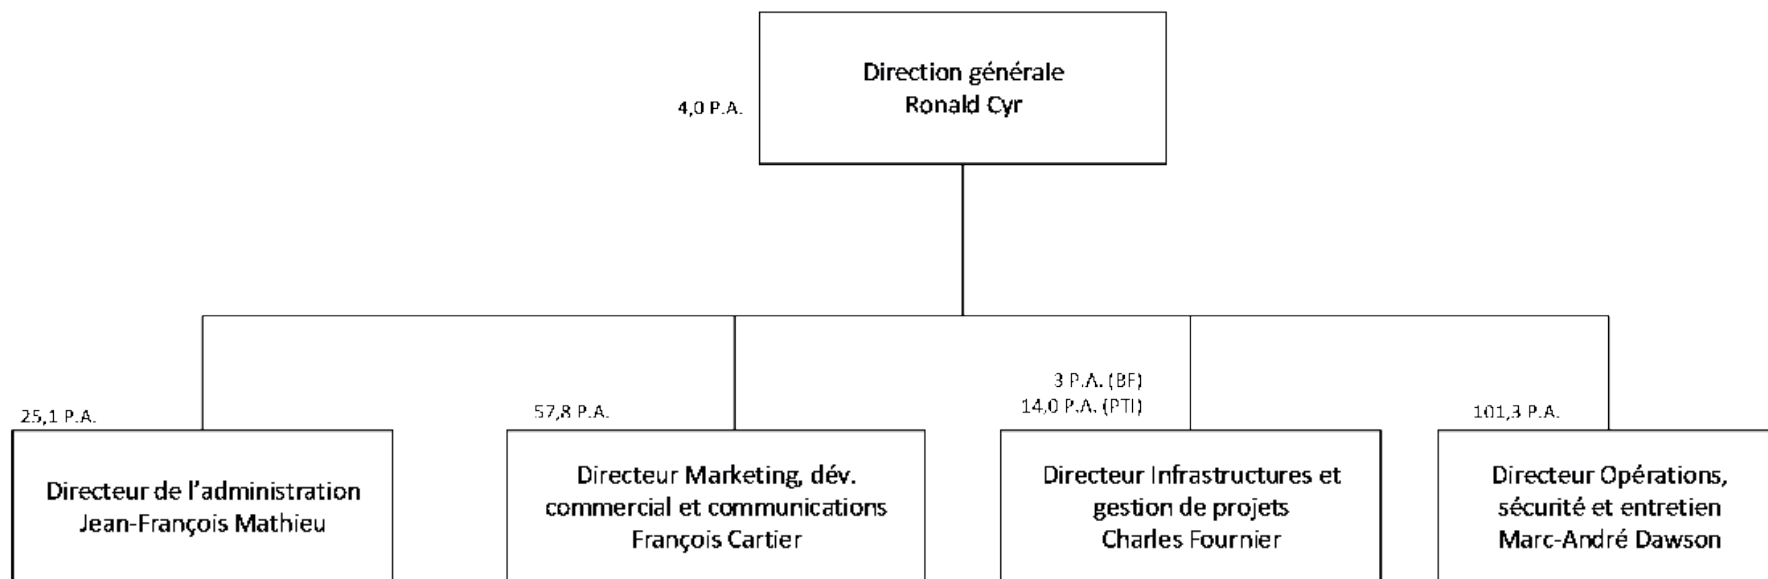 Direction générale
Ronald Cyr
4,0 P.A.
25,1 P.A.
Directeur de l'administration
Jean-François Mathieu
57,8 P.A.
Directeur Marketing, dév.
commercial et communications
François Cartier
3 P.A. (BF)
14,0 P.A. (PTI)
Directeur Infrastructures et
gestion de projets
Charles Fournier
101,3 P.A.
Directeur Opérations,
sécurité et entretien
Marc-André Dawson